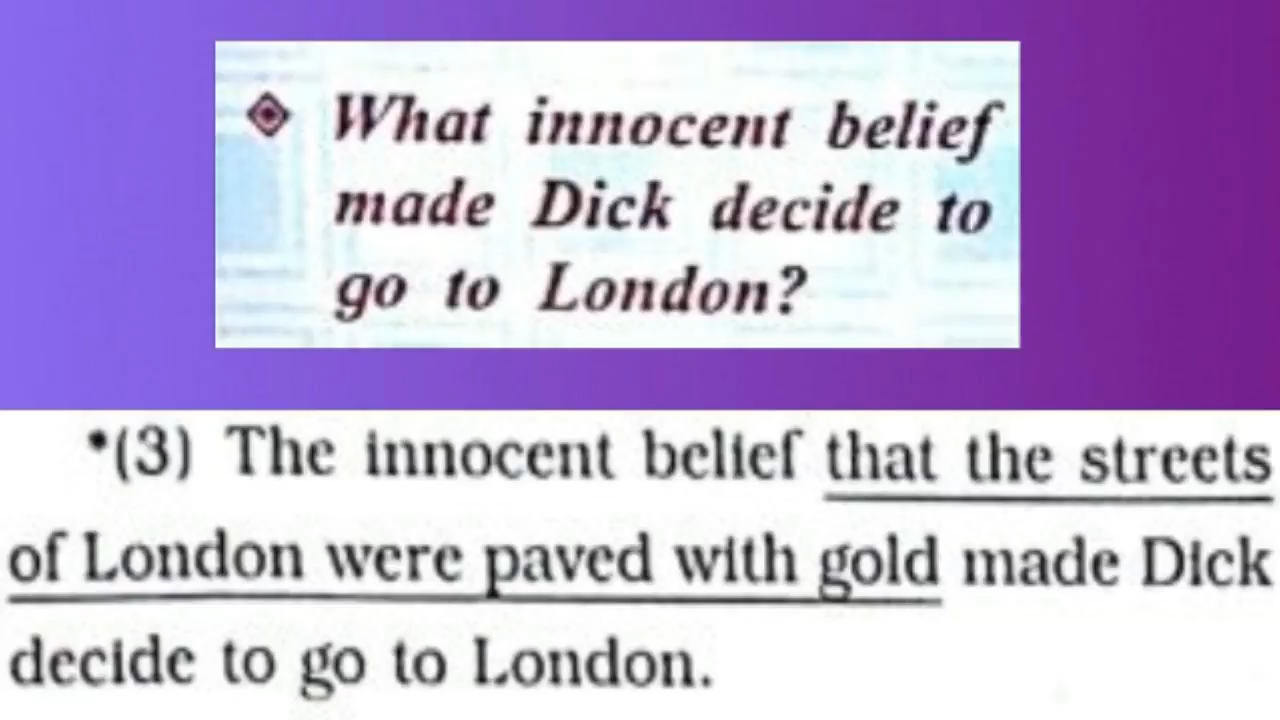 What innocent belief
made Dick decide to
go to London?
*(3) The innocent belief that the streets
of London were paved with gold made Dick
decide to go to London.